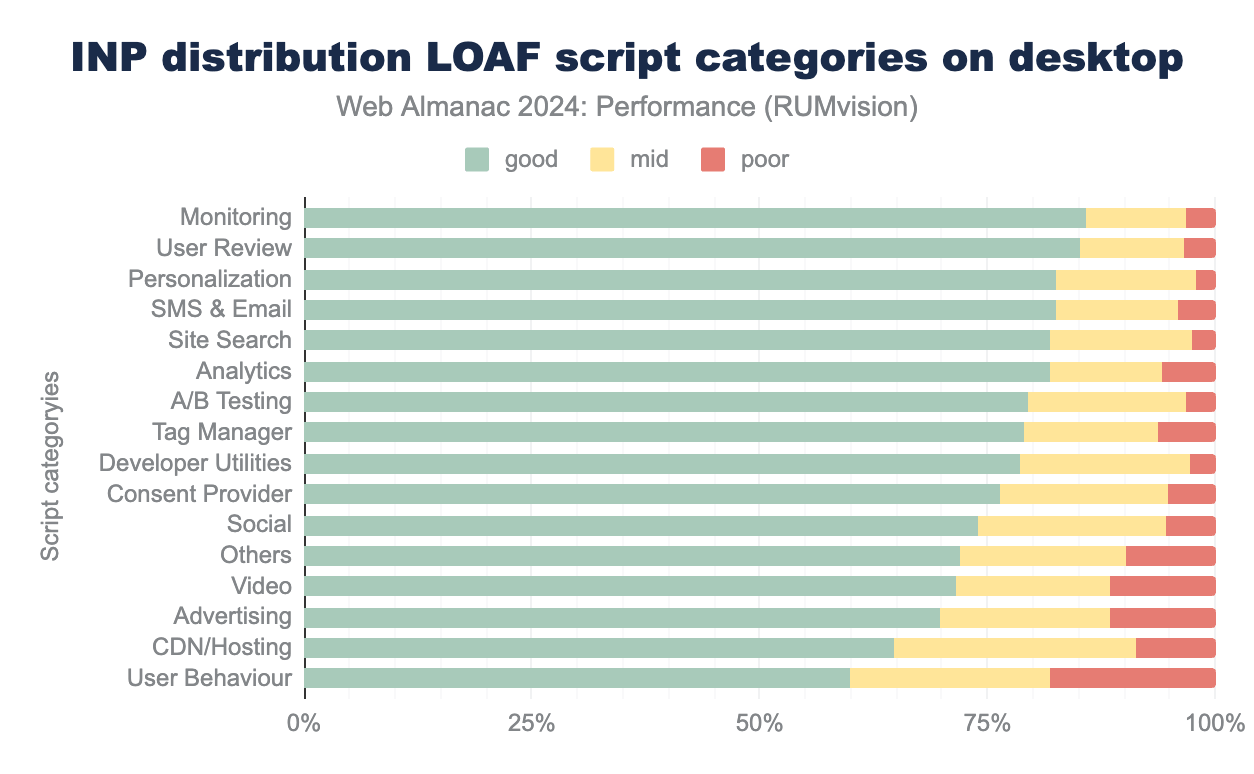 INP distribution LOAF script categories on desktop
Web Almanac 2024: Performance (RUMvision)
good mid poor
Script categoryies
Monitoring
User Review
Personalization
SMS & Email
Site Search
Analytics
A/B Testing
Tag Manager
Developer Utilities
Consent Provider
Social
Others
Video
Advertising
CDN/Hosting
User Behaviour
0% 25% 50% 75% 100%